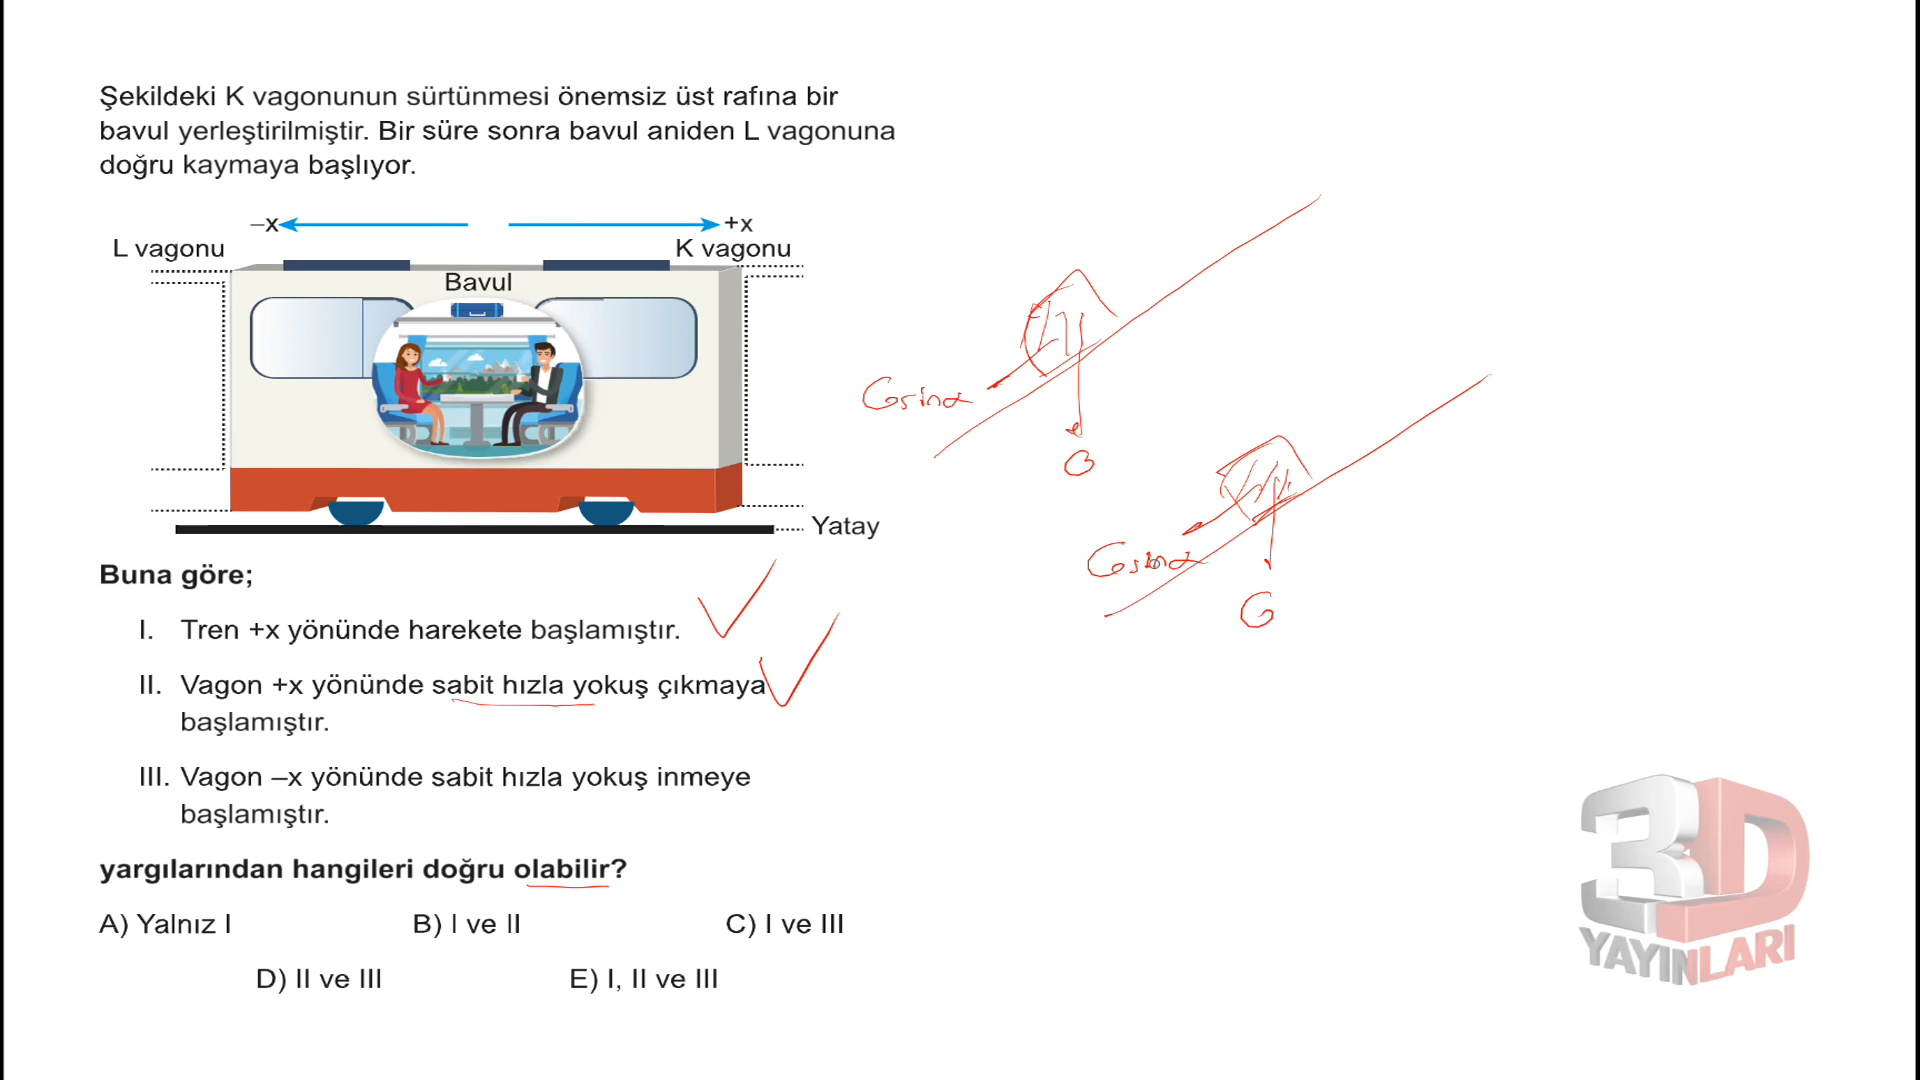 Şekildeki K vagonunun sürtünmesi önemsiz üst rafına bir
bavul yerleştirilmiştir. Bir süre sonra bavul aniden L vagonuna
doğru kaymaya başlıyor.
–x
+x
L vagonu
K vagonu
Bavul
Yatay
Gsinα
G
Gsinα
G
Buna göre;
I. Tren +x yönünde harekete başlamıştır.
II. Vagon +x yönünde sabit hızla yokuş çıkmaya
başlamıştır.
III. Vagon –x yönünde sabit hızla yokuş inmeye
başlamıştır.
yargılarından hangileri doğru olabilir?
A) Yalnız I B) I ve II C) I ve III
D) II ve III E) I, II ve III
3D
YAYINLARI